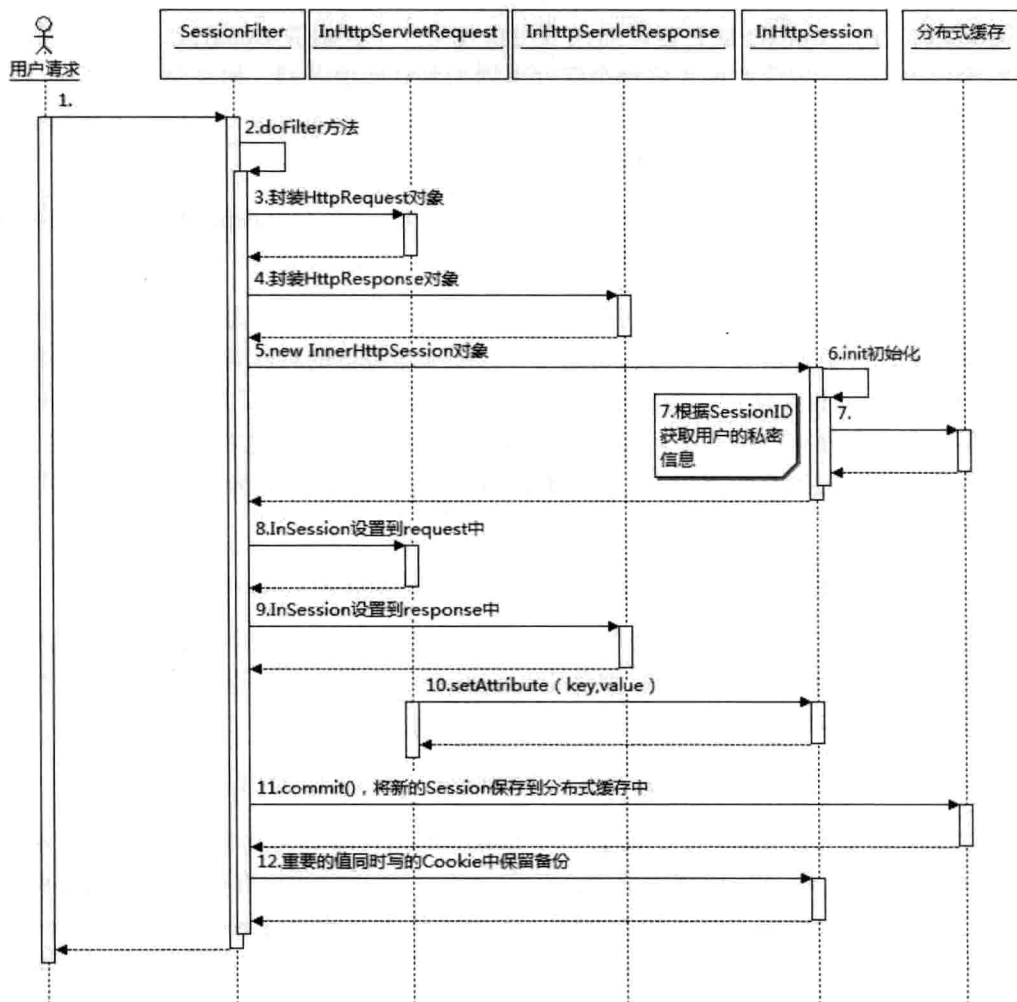 用户请求
SessionFilter
InHttpServletRequest
InHttpServletResponse
InHttpSession
分布式缓存
1.
2.doFilter方法
3.封装HttpRequest对象
4.封装HttpResponse对象
5.new InnerHttpSession对象
6.init初始化
7.根据SessionID
获取用户的私密
信息
7.
8.InSession设置到request中
9.InSession设置到response中
10.setAttribute（key,value）
11.commit()，将新的Session保存到分布式缓存中
12.重要的值同时写的Cookie中保留备份